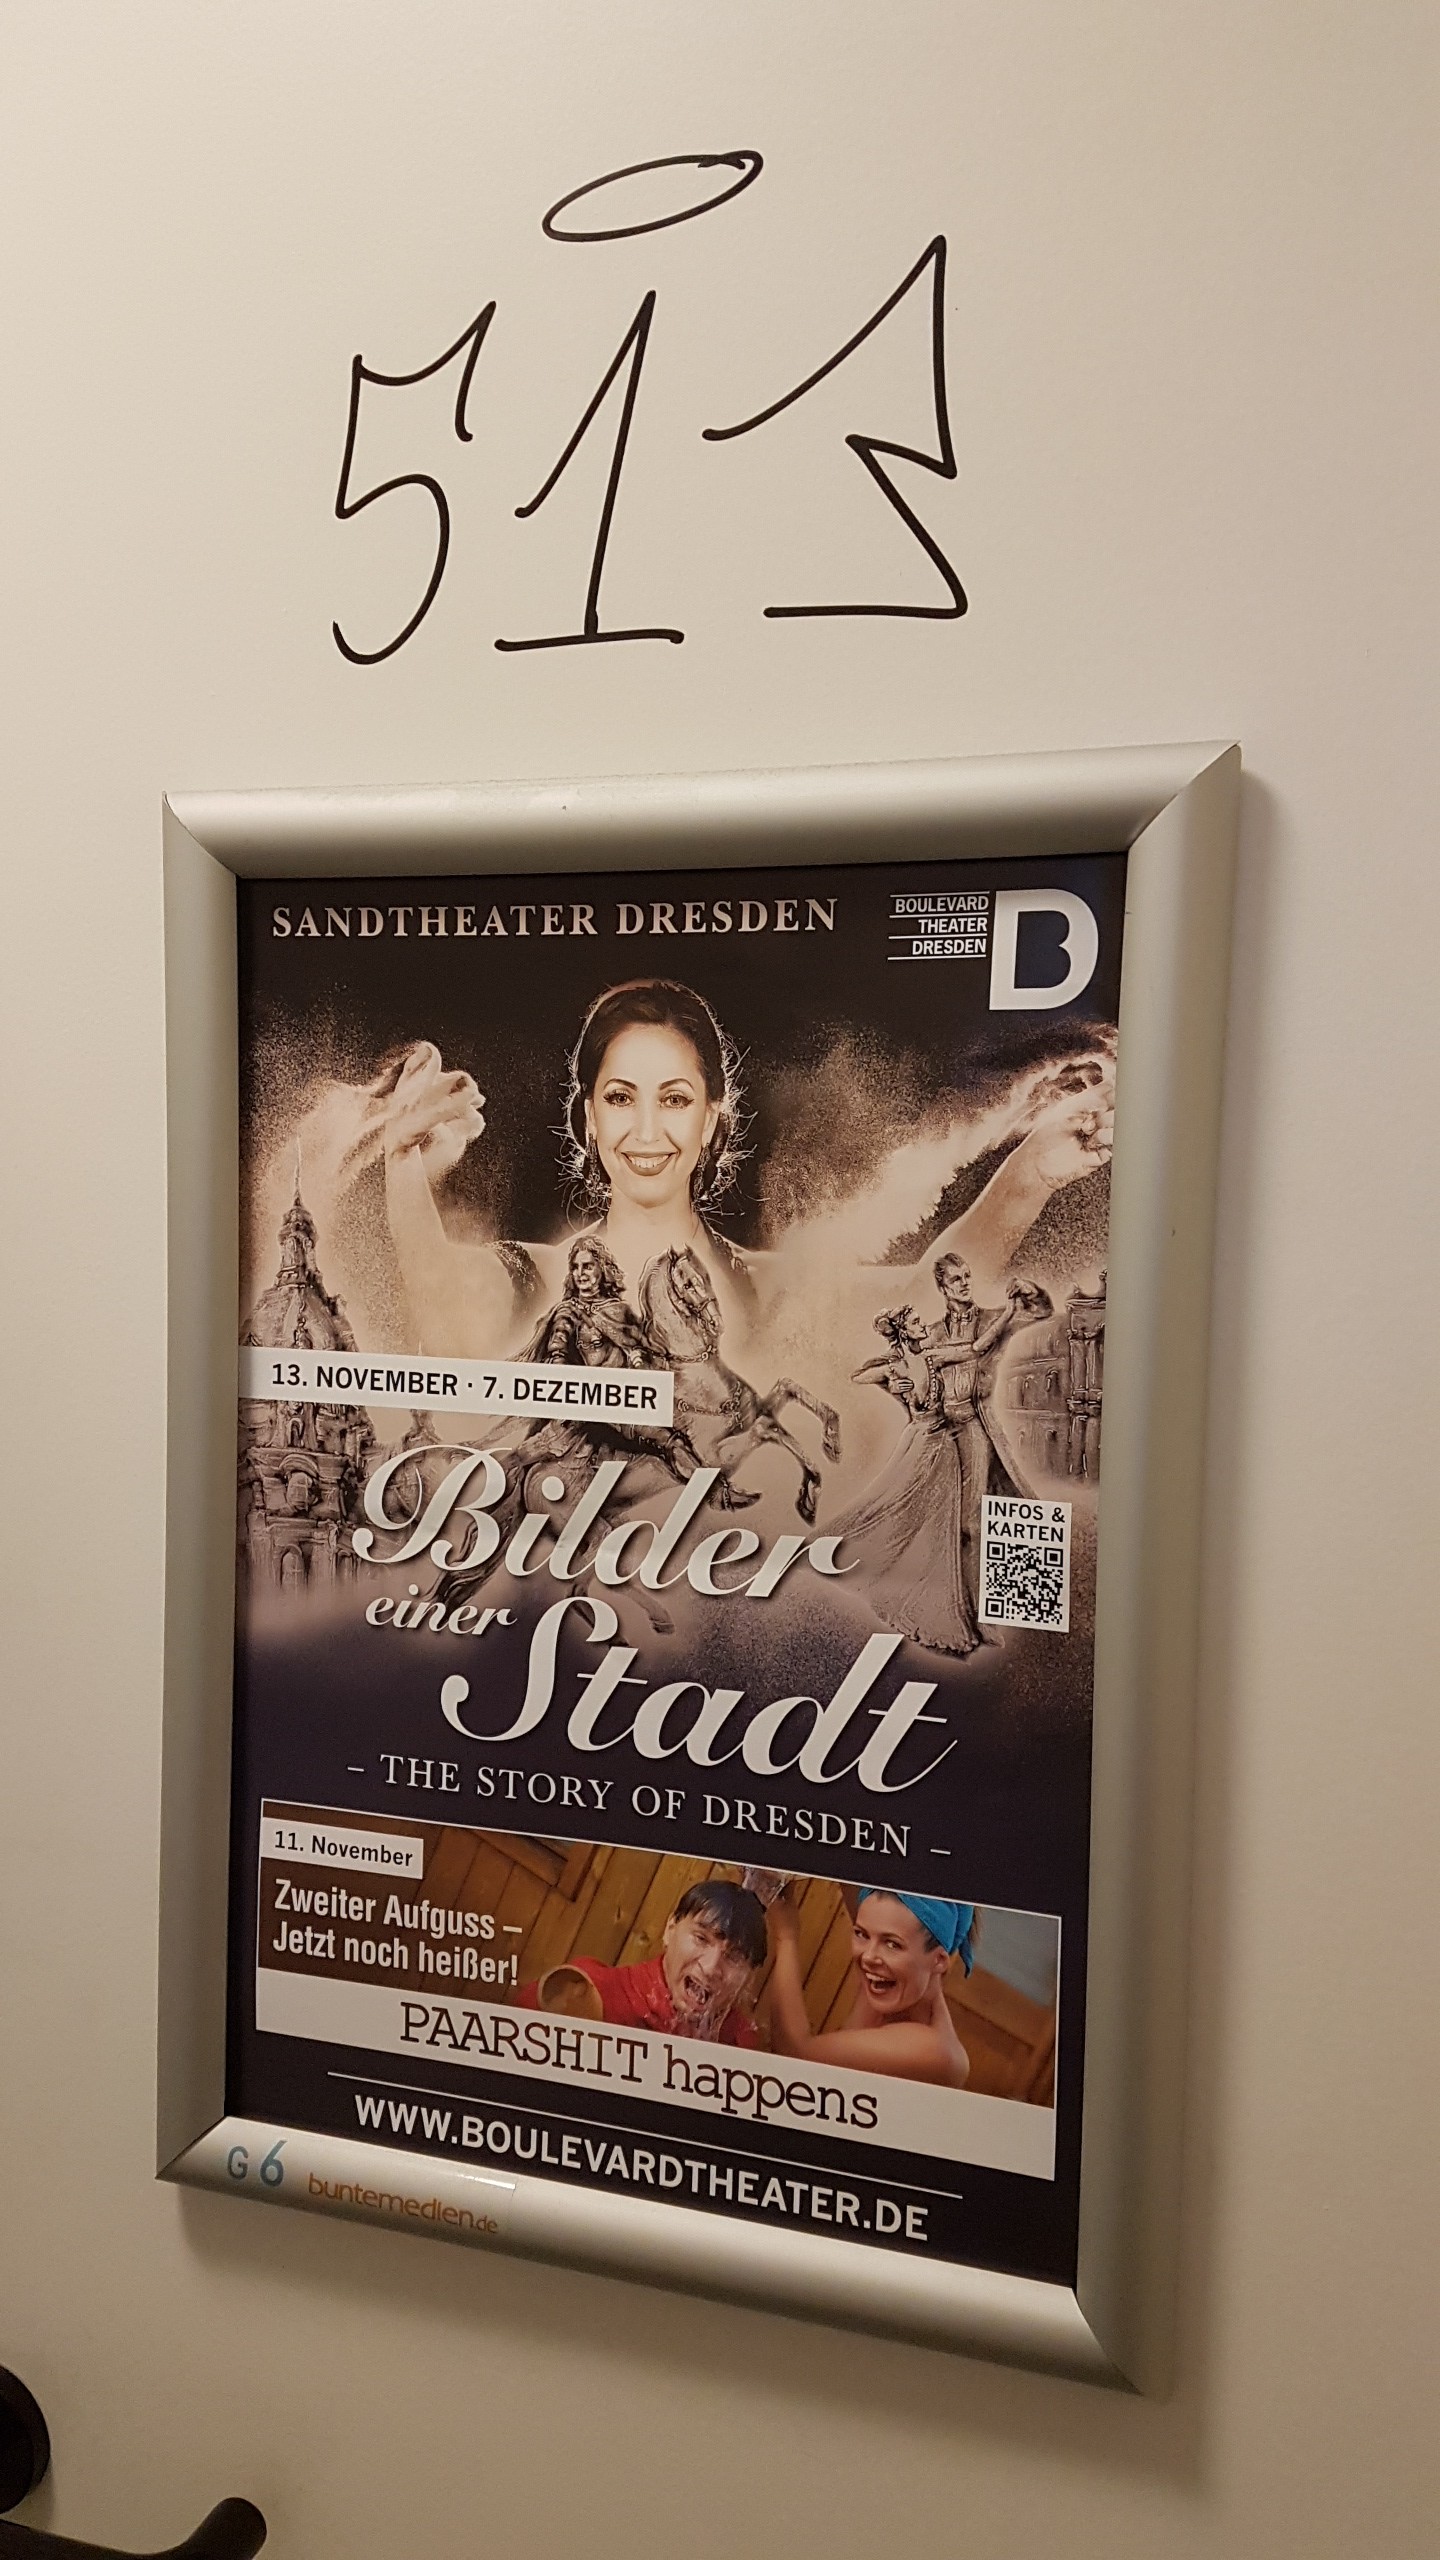 513
SANDTHEATER DRESDEN
BOULEVARD
THEATER
DRESDEN
B
13. NOVEMBER · 7. DEZEMBER
Bilder
einer Stadt
– THE STORY OF DRESDEN –
INFOS &
KARTEN
11. November
Zweiter Aufguss –
Jetzt noch heißer!
PAARSHIT happens
WWW.BOULEVARDTHEATER.DE
G 6
buntemedien.de